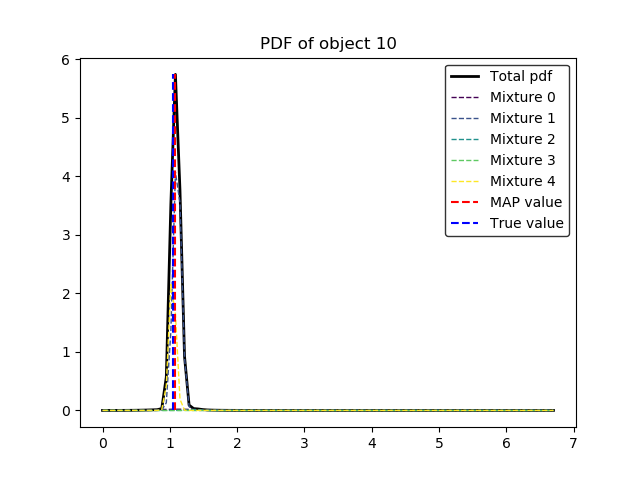 PDF of object 10
6
5
4
3
2
1
0
0 1 2 3 4 5 6 7
Total pdf
Mixture 0
Mixture 1
Mixture 2
Mixture 3
Mixture 4
MAP value
True value